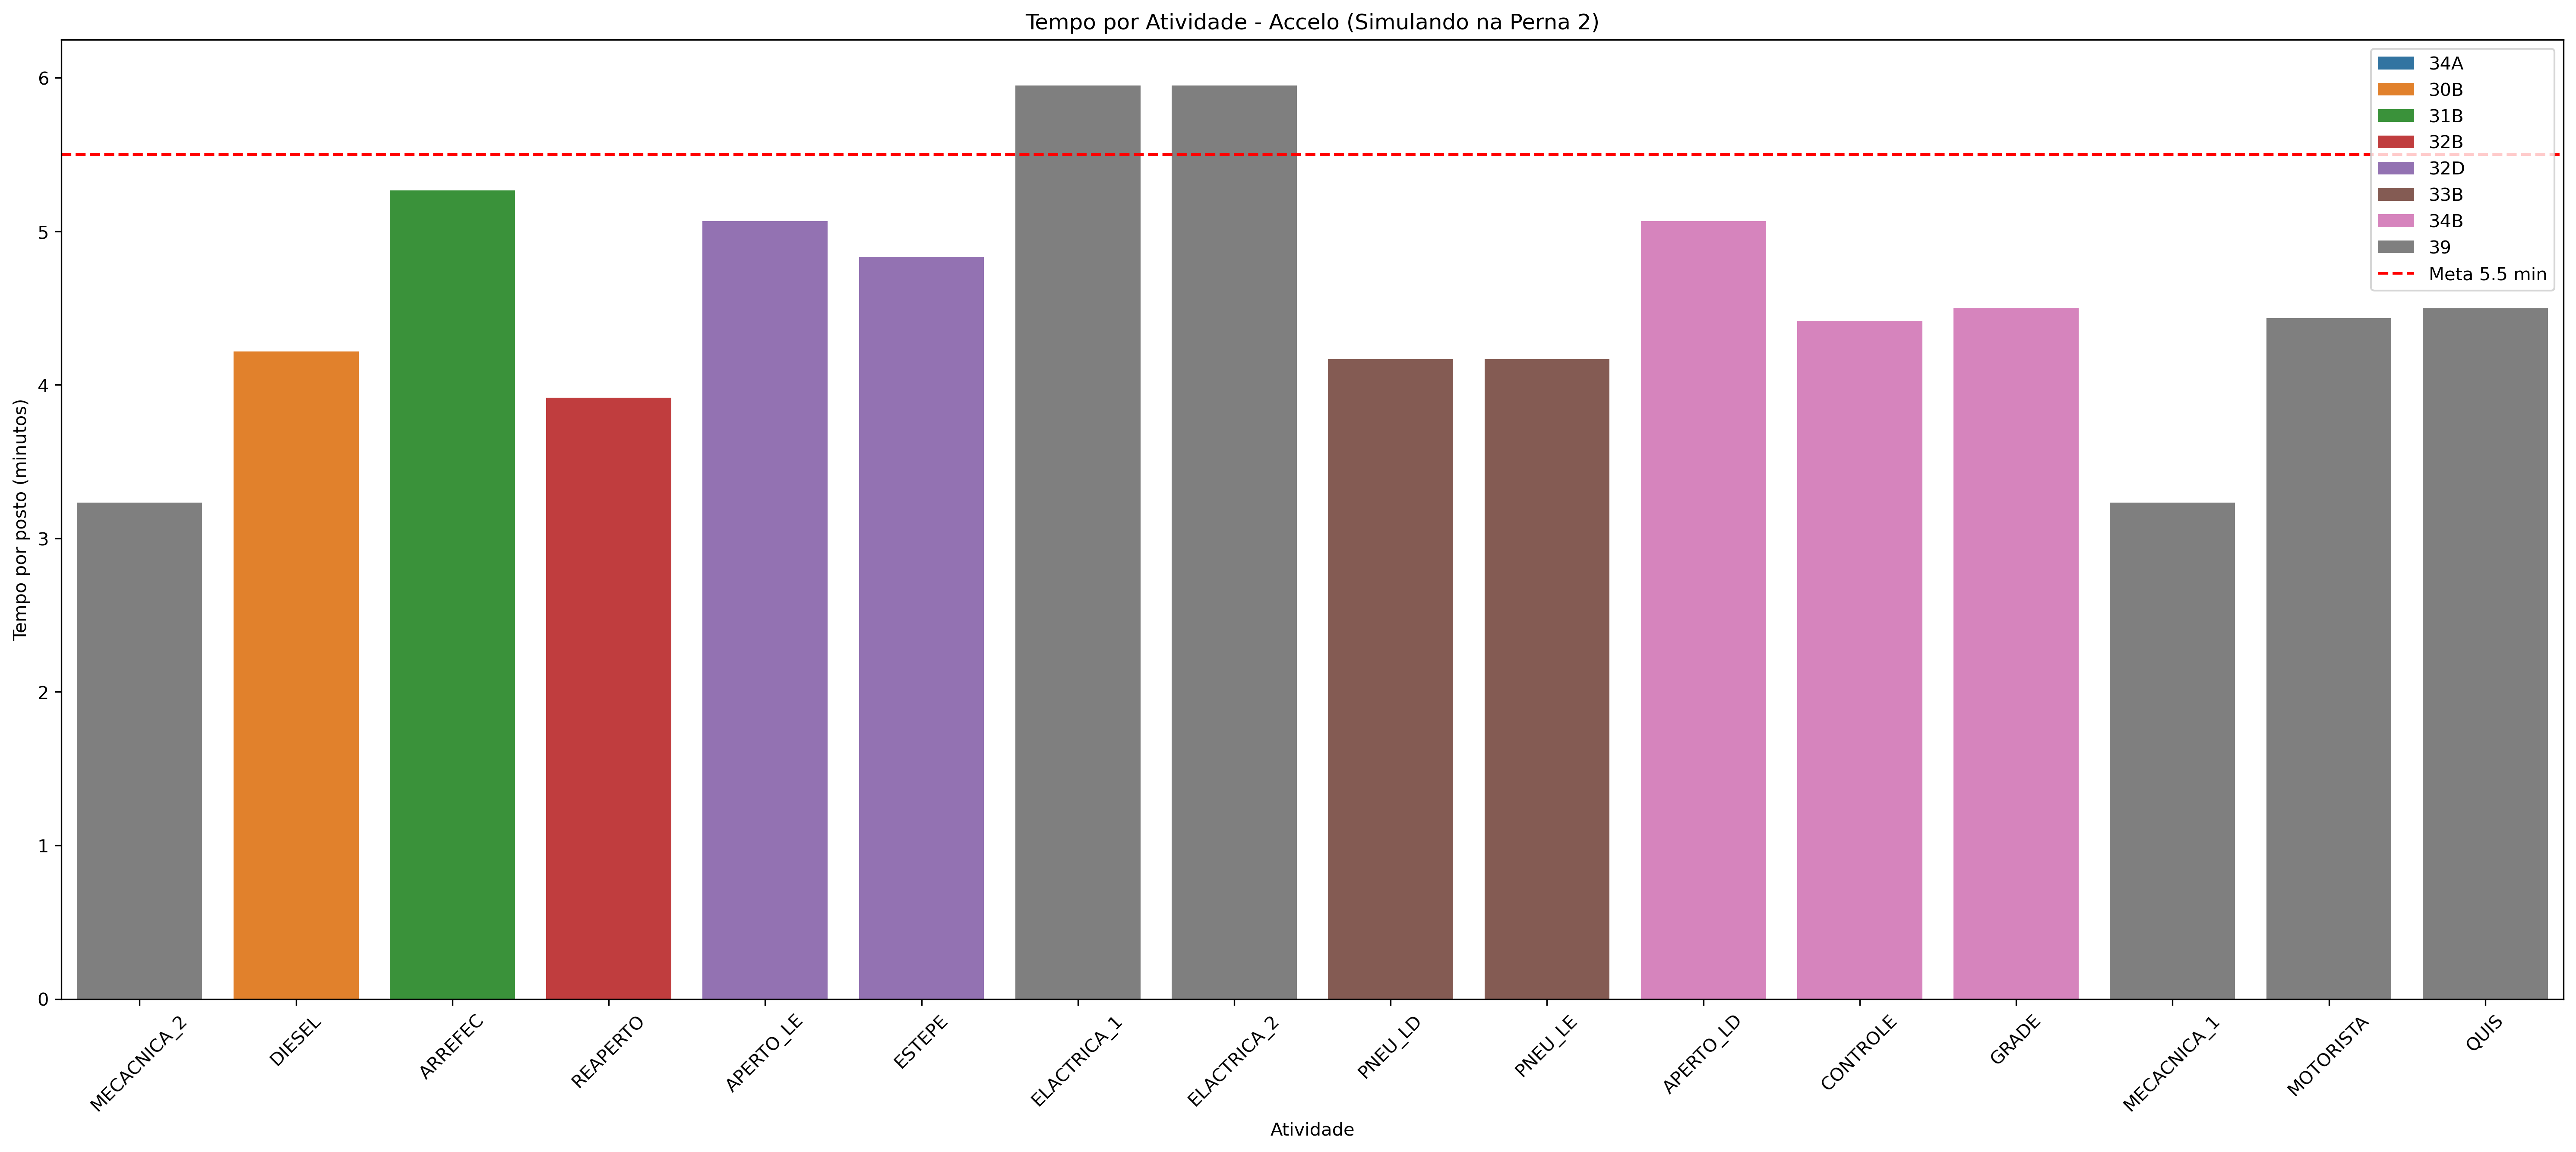 Tempo por Atividade - Accelo (Simulando na Perna 2)
34A
30B
31B
32B
32D
33B
34B
39
Meta 5.5 min
Tempo por posto (minutos)
6
5
4
3
2
1
0
MECACNICA_2
DIESEL
ARREFEC
REAPERTO
APERTO_LE
ESTEPE
ELACTRICA_1
ELACTRICA_2
PNEU_LD
PNEU_LE
APERTO_LD
CONTROLE
GRADE
MECACNICA_1
MOTORISTA
QUIS
Atividade